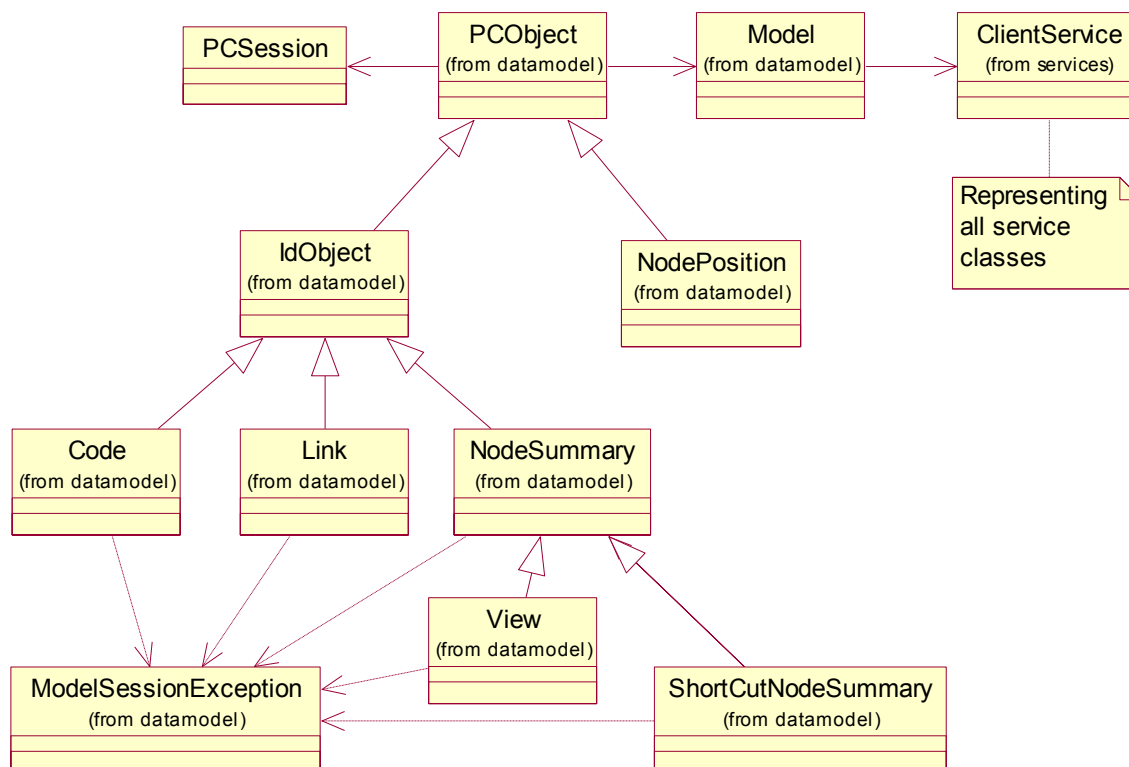 PCSession
PCObject
(from datamodel)
Model
(from datamodel)
ClientService
(from services)
Representing
all service
classes
IdObject
(from datamodel)
NodePosition
(from datamodel)
Code
(from datamodel)
Link
(from datamodel)
NodeSummary
(from datamodel)
View
(from datamodel)
ModelSessionException
(from datamodel)
ShortCutNodeSummary
(from datamodel)